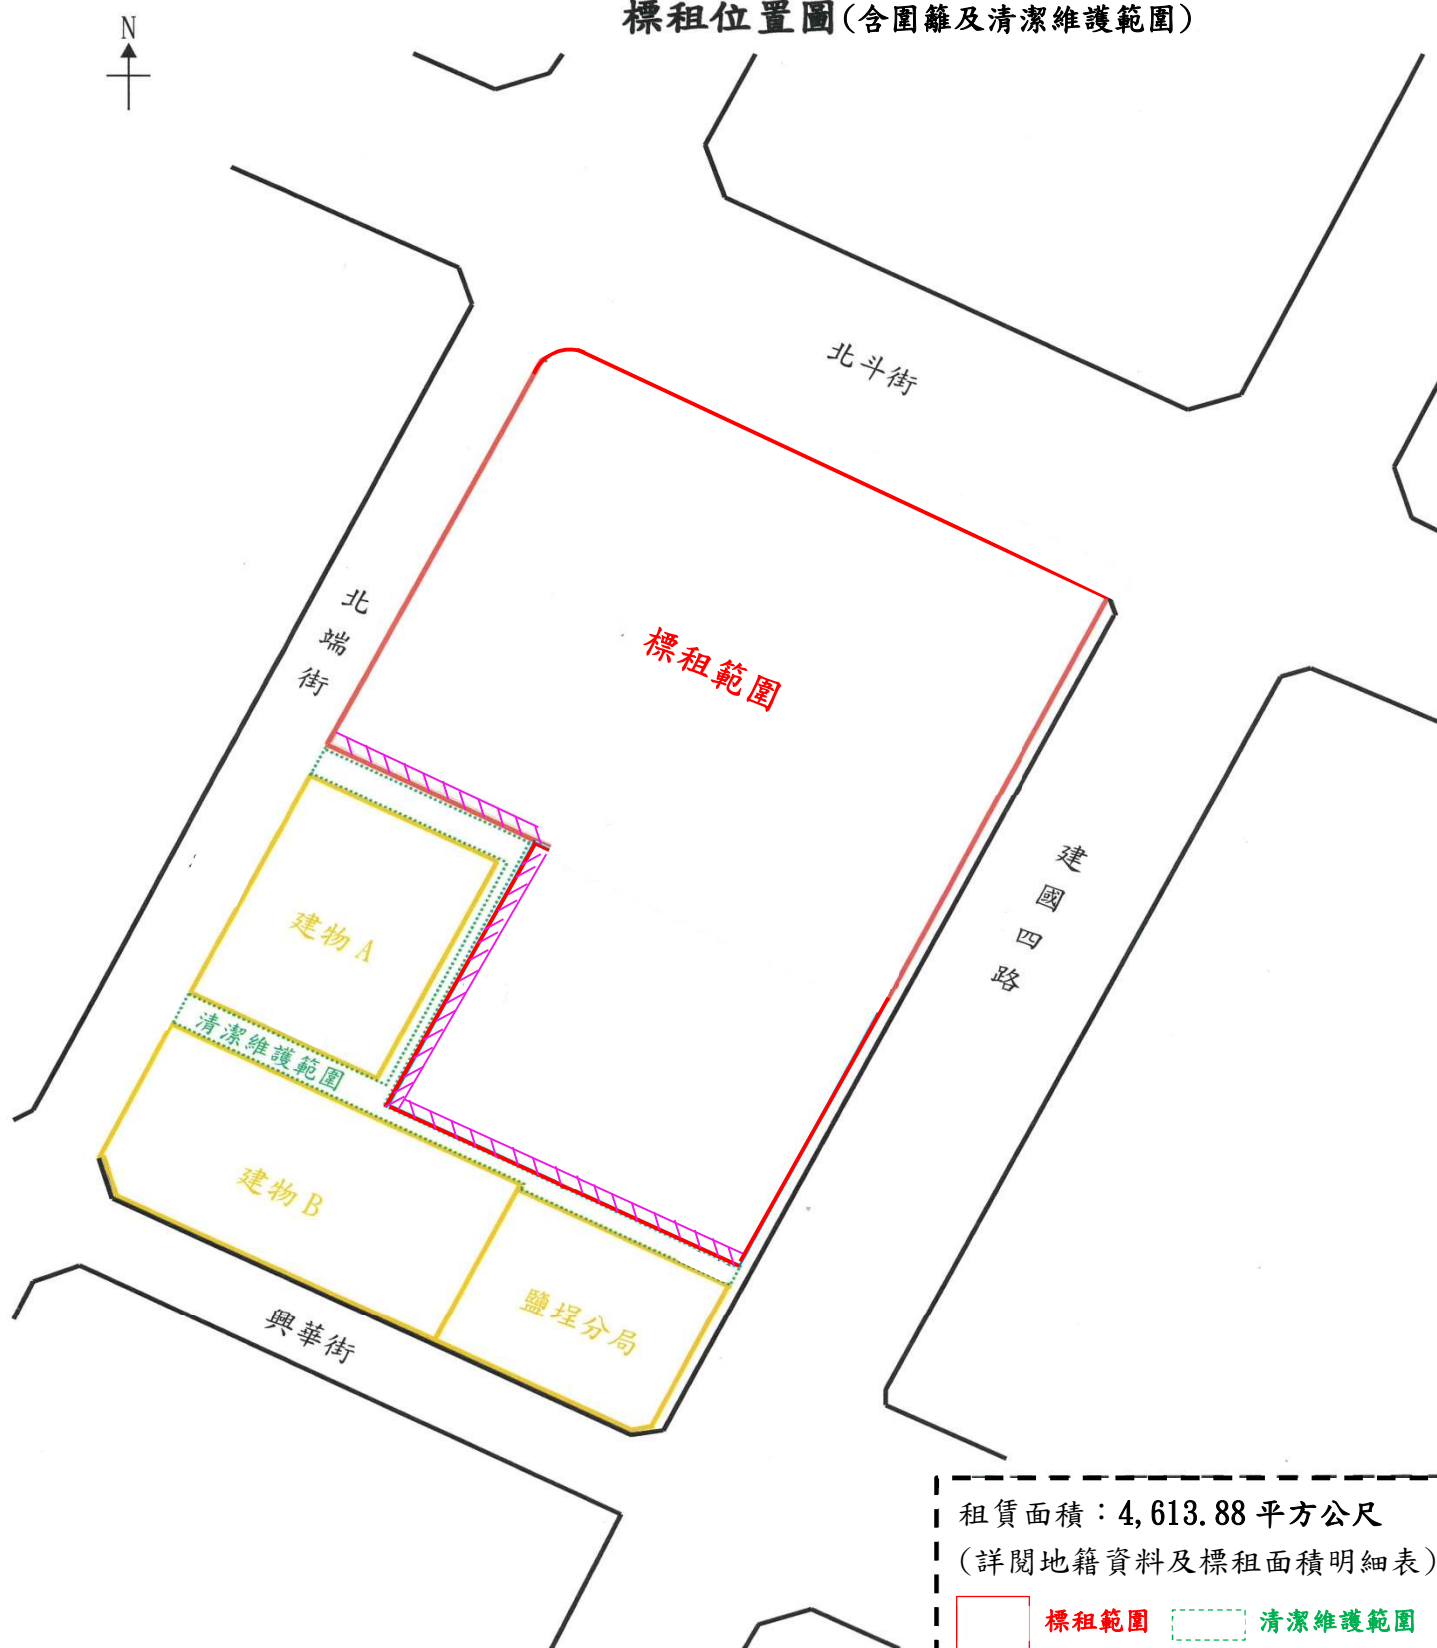 標租位置圖(含圍籬及清潔維護範圍)
N
北斗街
北端街
標租範圍
建國四路
建物A
清潔維護範圍
建物B
鹽埕分局
興華街
租賃面積：4,613.88平方公尺
(詳閱地籍資料及標租面積明細表)
標租範圍 清潔維護範圍